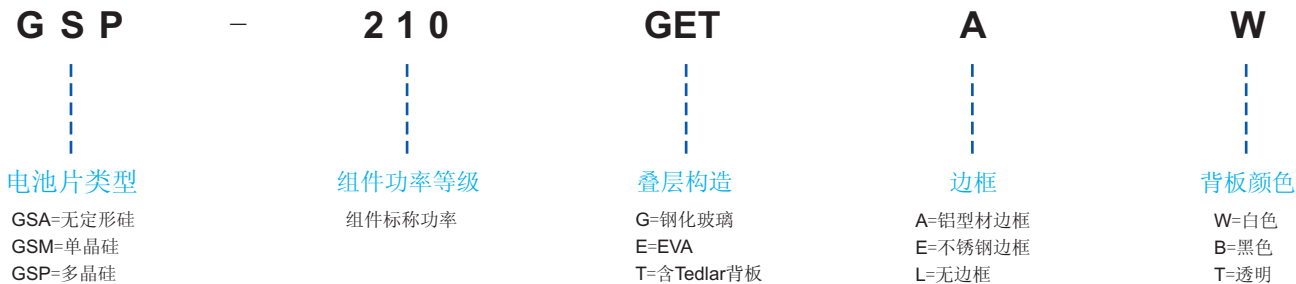 GSP - 210 GET A W
电池片类型 组件功率等级 叠层构造 边框 背板颜色
GSA=无定形硅 组件标称功率 G=钢化玻璃 A=铝型材边框 W=白色
GSM=单晶硅 E=EVA E=不锈钢边框 B=黑色
GSP=多晶硅 T=含Tedlar背板 L=无边框 T=透明